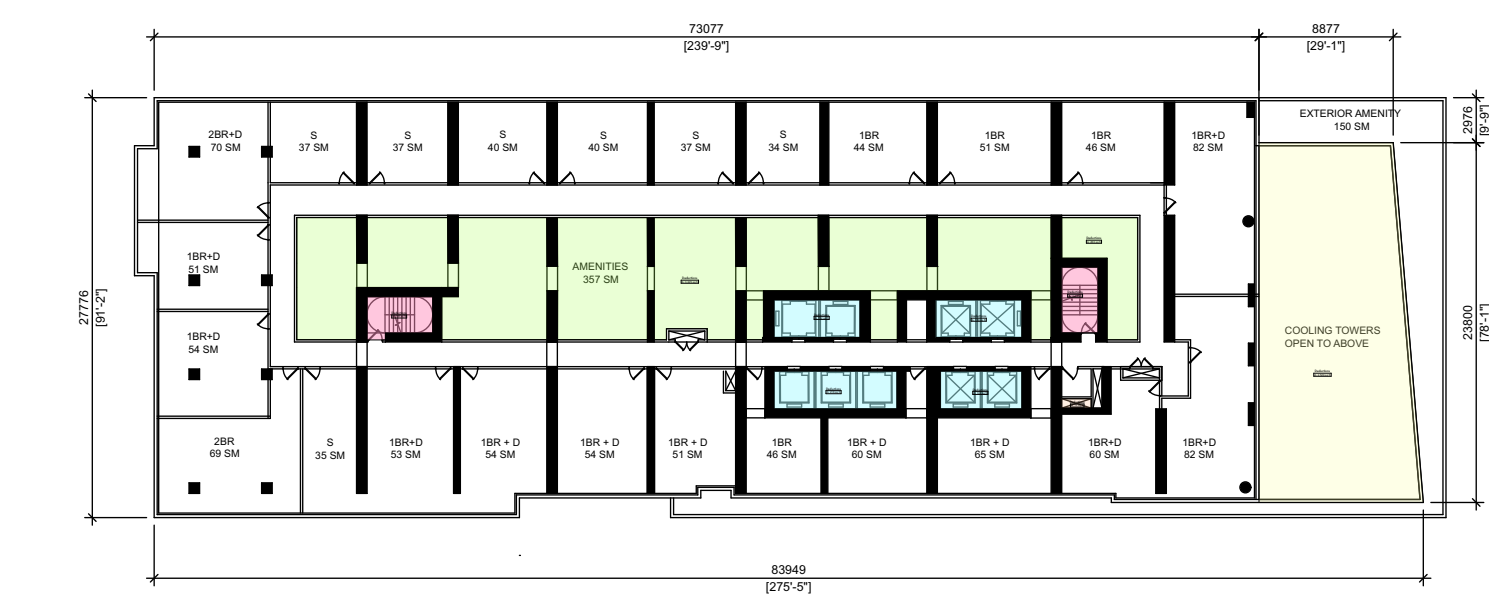 73077
[239'-9"]
8877
[29'-1"]
2BR+D
70 SM
S
37 SM
S
37 SM
S
40 SM
S
40 SM
S
37 SM
S
34 SM
1BR
44 SM
1BR
51 SM
1BR
46 SM
1BR+D
82 SM
EXTERIOR AMENITY
150 SM
2976
[9'-9"]
1BR+D
51 SM
AMENITIES
357 SM
27776
[91'-2"]
1BR+D
54 SM
COOLING TOWERS
OPEN TO ABOVE
23800
[78'-1"]
2BR
69 SM
S
35 SM
1BR+D
53 SM
1BR + D
54 SM
1BR + D
54 SM
1BR + D
51 SM
1BR
46 SM
1BR + D
60 SM
1BR + D
65 SM
1BR+D
60 SM
1BR+D
82 SM
83949
[275'-5"]